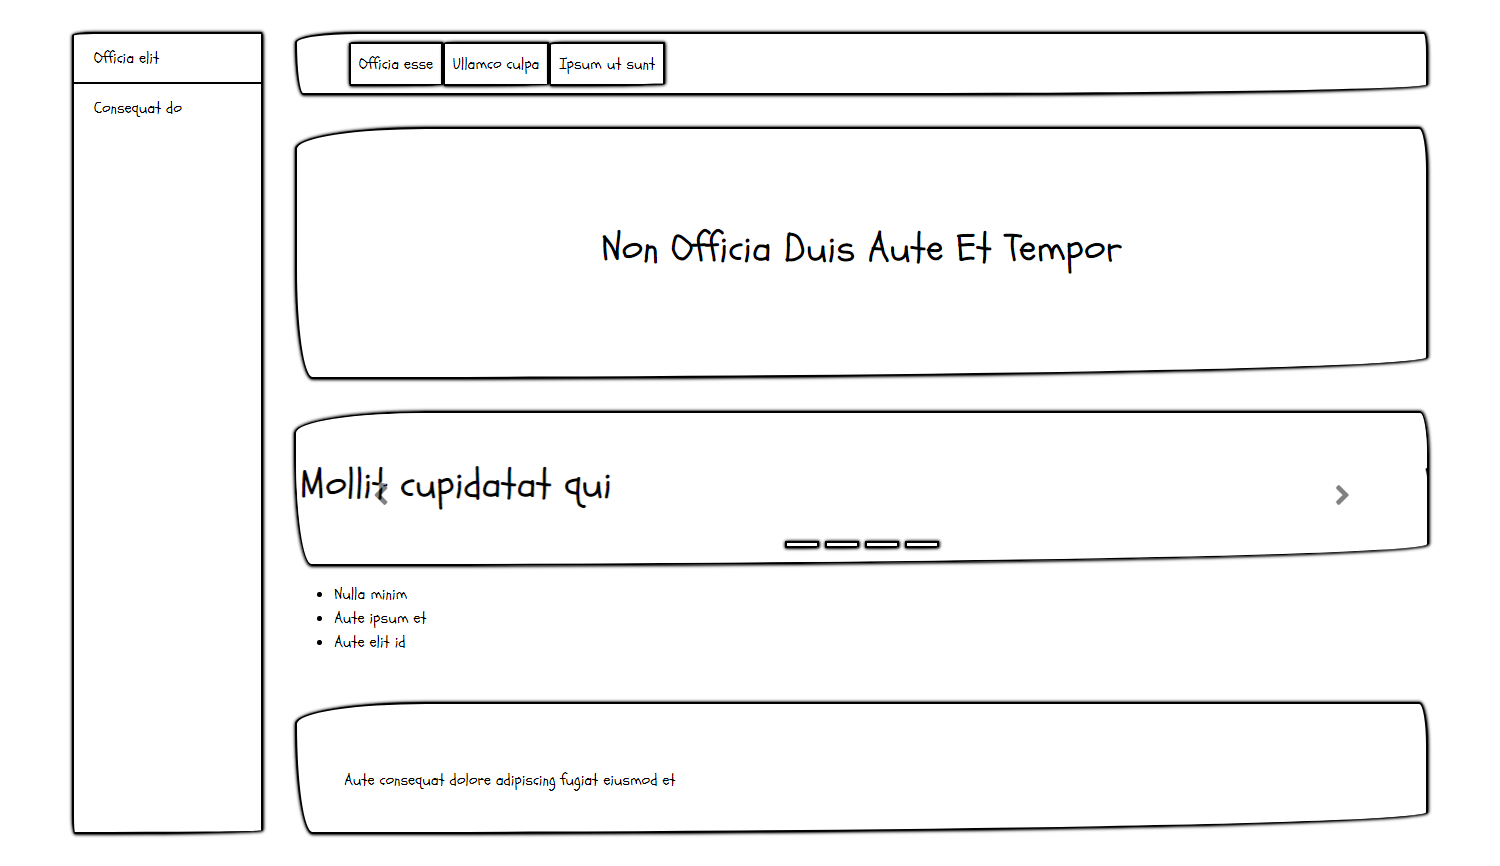 Officia elit
Consequat do
Officia esse
Ullamco culpa
Ipsum ut sunt
Non Officia Duis Aute Et Tempor
Mollit cupidatat qui
Nulla minim
Aute ipsum et
Aute elit id
Aute consequat dolore adipiscing fugiat eiusmod et